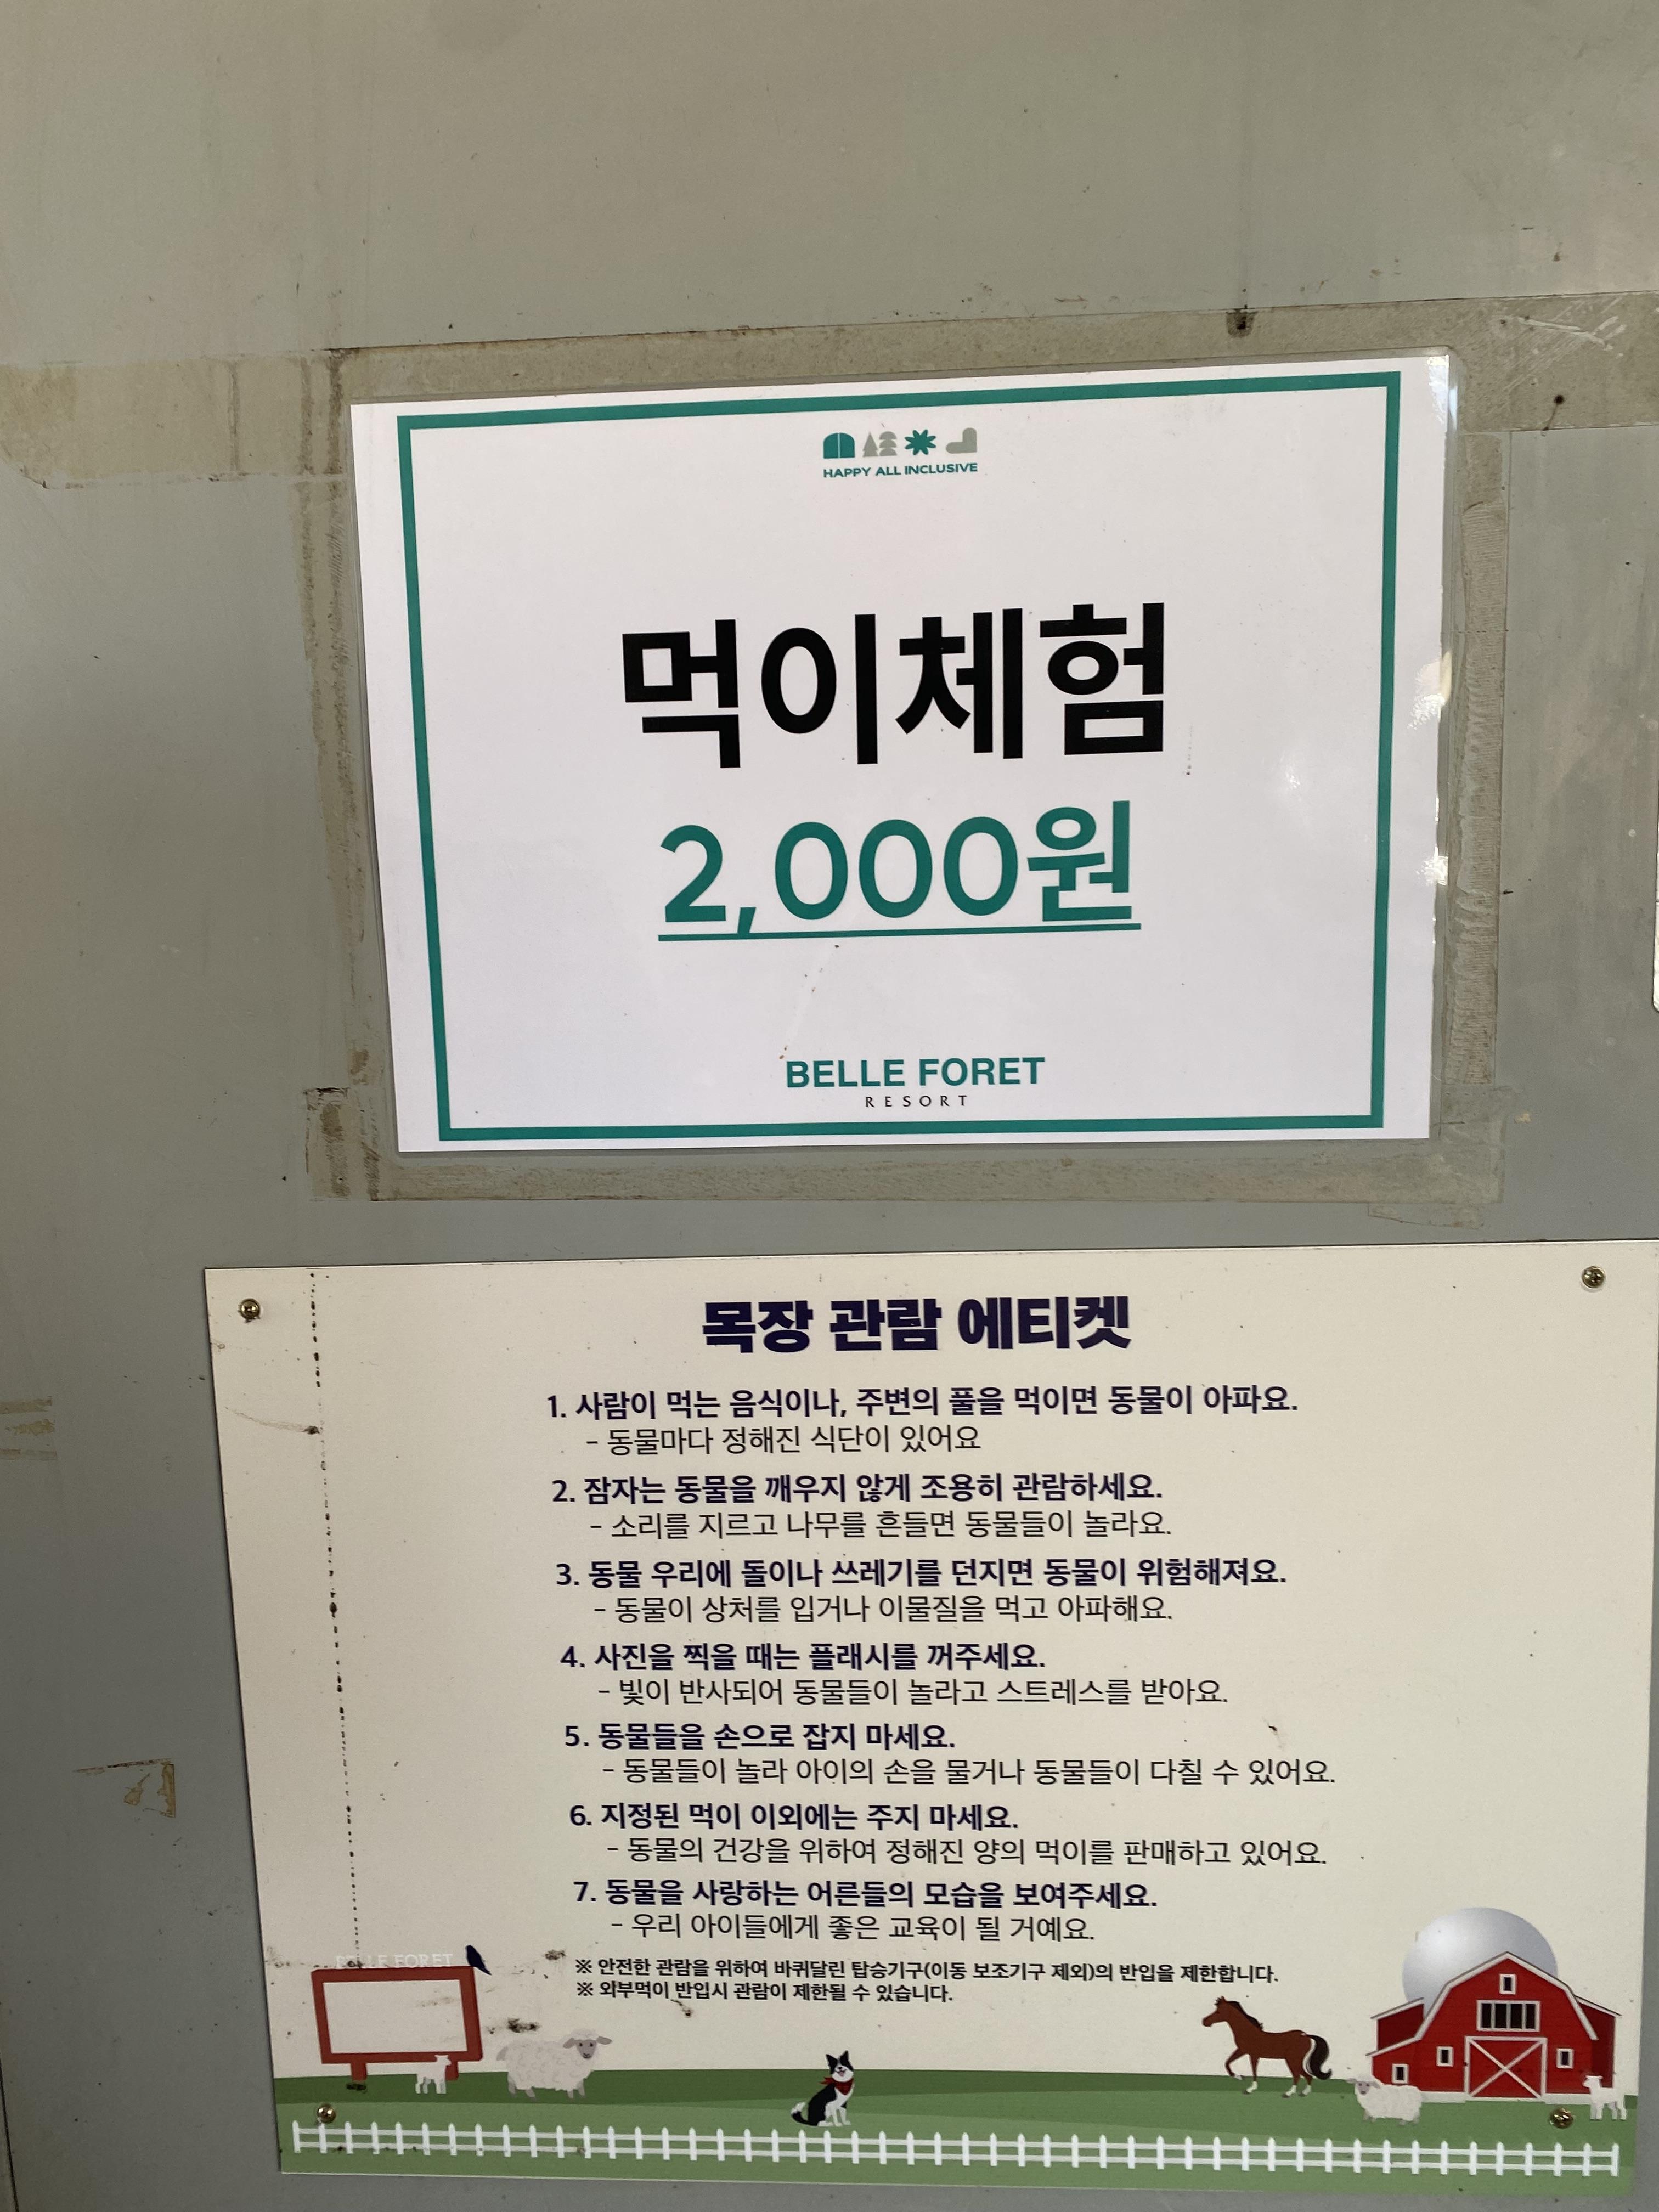 HAPPY ALL INCLUSIVE
먹이체험
2,000원
BELLE FORET
RESORT
목장 관람 에티켓
1. 사람이 먹는 음식이나, 주변의 풀을 먹이면 동물이 아파요.
- 동물마다 정해진 식단이 있어요
2. 잠자는 동물을 깨우지 않게 조용히 관람하세요.
- 소리를 지르고 나무를 흔들면 동물들이 놀라요.
3. 동물 우리에 돌이나 쓰레기를 던지면 동물이 위험해져요.
- 동물이 상처를 입거나 이물질을 먹고 아파해요.
4. 사진을 찍을 때는 플래시를 꺼주세요.
- 빛이 반사되어 동물들이 놀라고 스트레스를 받아요.
5. 동물들을 손으로 잡지 마세요.
- 동물들이 놀라 아이의 손을 물거나 동물들이 다칠 수 있어요.
6. 지정된 먹이 이외에는 주지 마세요.
- 동물의 건강을 위하여 정해진 양의 먹이를 판매하고 있어요.
7. 동물을 사랑하는 어른들의 모습을 보여주세요.
- 우리 아이들에게 좋은 교육이 될 거예요.
※ 안전한 관람을 위하여 바퀴달린 탑승기구(이동 보조기구 제외)의 반입을 제한합니다.
※ 외부먹이 반입시 관람이 제한될 수 있습니다.
BELLE FORET